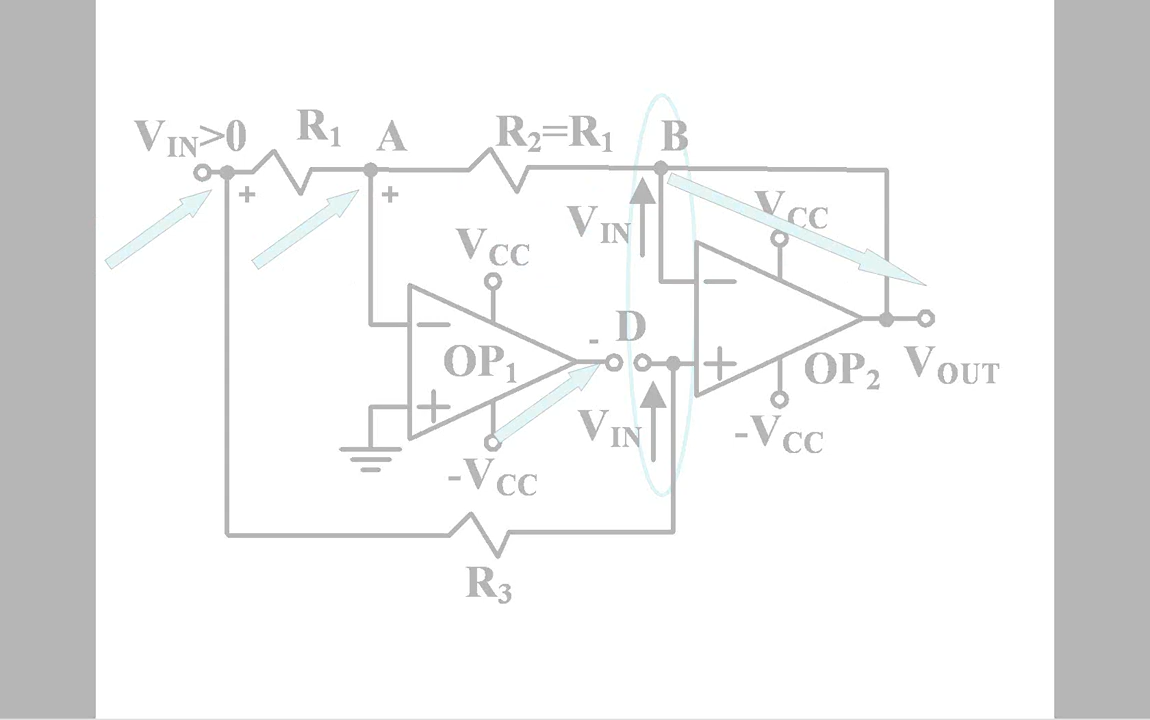 V_IN>0
R_1
A
R_2=R_1
B
+
+
V_IN
V_CC
V_CC
-
D
−
−
OP_1
+
+
OP_2
V_OUT
V_IN
-V_CC
-V_CC
R_3